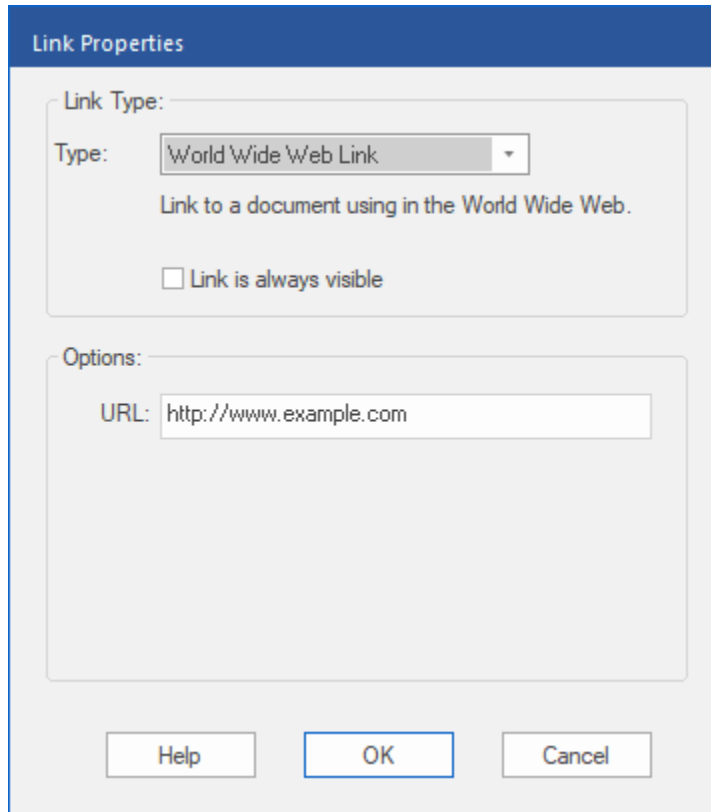 Link Properties
Link Type:
Type: World Wide Web Link
Link to a document using in the World Wide Web.
Link is always visible
Options:
URL: http://www.example.com
Help OK Cancel